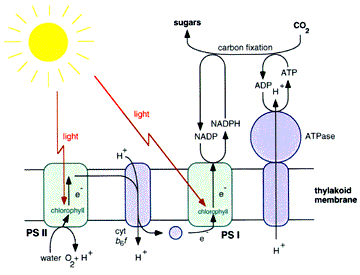 sugars
CO2
carbon fixation
ATP
ADP
H+
NADPH
NADP
ATPase
light
light
H+
e-
chlorophyll
e-
chlorophyll
thylakoid
membrane
PS II
cyt
b6f
e
PS I
water
O2 + H+
H+
H+